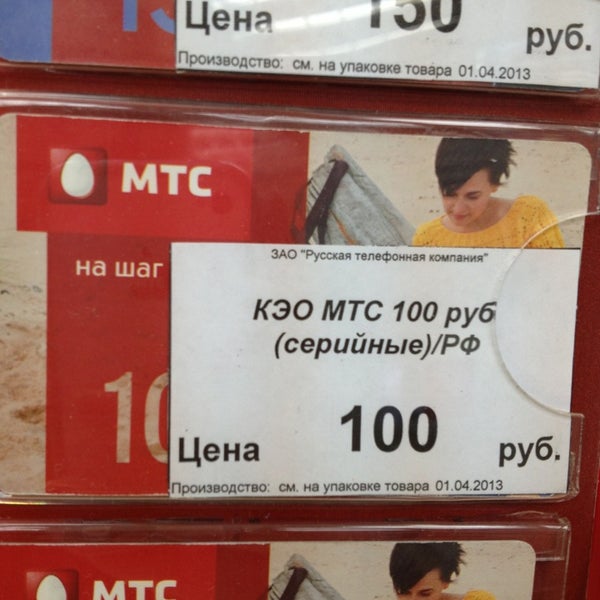 Цена 150 руб.
Производство: см. на упаковке товара 01.04.2013
МТС
на шаг
ЗАО "Русская телефонная компания"
КЭО МТС 100 руб
(серийные)/РФ
10
Цена 100 руб.
Производство: см. на упаковке товара 01.04.2013
МТС